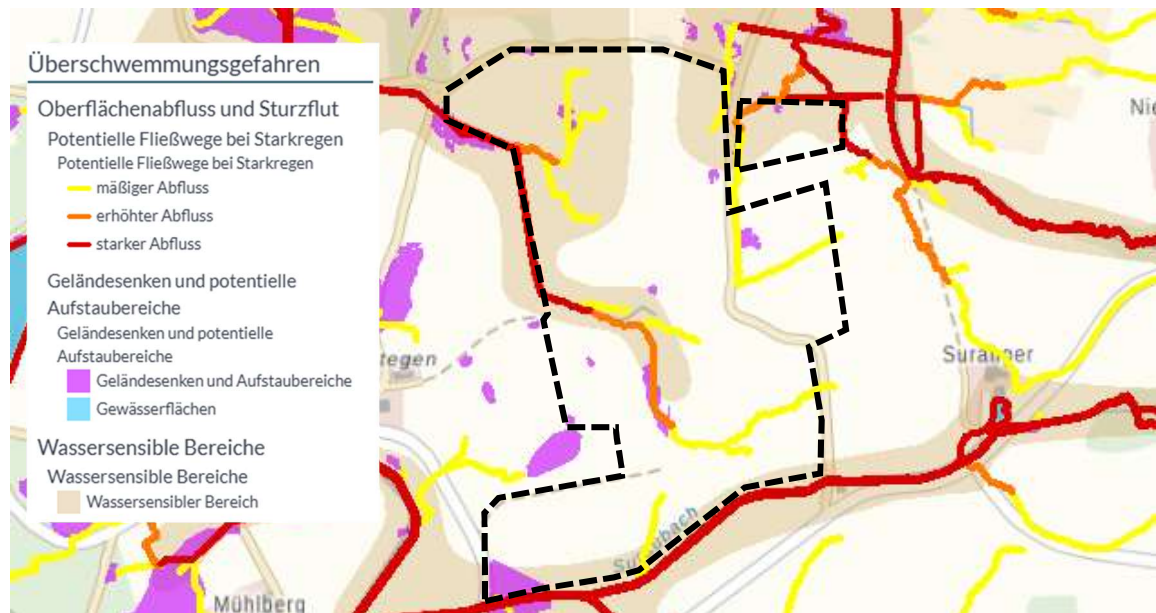 Überschwemmungsgefahren
Oberflächenabfluss und Sturzflut
Potentielle Fließwege bei Starkregen
Potentielle Fließwege bei Starkregen
mäßiger Abfluss
erhöhter Abfluss
starker Abfluss
Geländesenken und potentielle
Aufstaubereiche
Geländesenken und potentielle
Aufstaubereiche
Geländesenken und Aufstaubereiche
Gewässerflächen
Wassersensible Bereiche
Wassersensible Bereiche
Wassersensibler Bereich
Nie
tegen
Mühlberg